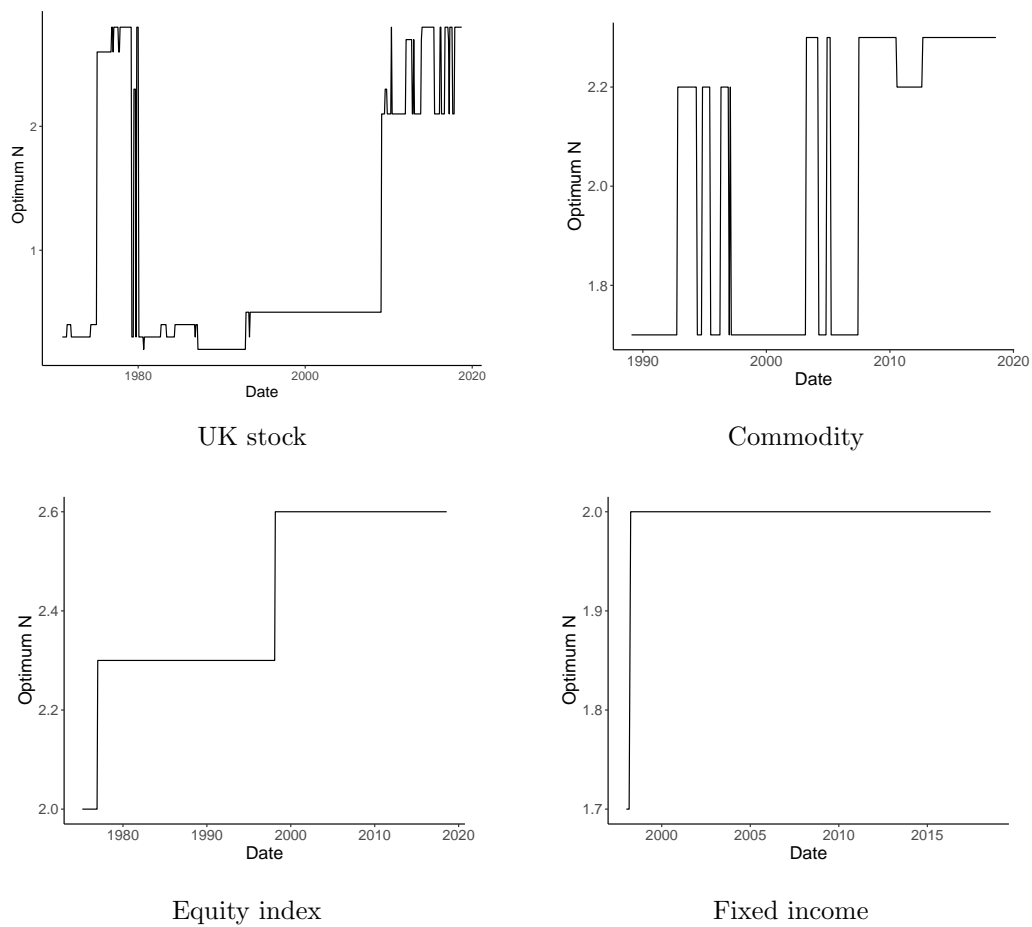 Optimum N
2
1
1980
2000
2020
Date
UK stock
Optimum N
2.2
2.0
1.8
1990
2000
2010
2020
Date
Commodity
Optimum N
2.6
2.4
2.2
2.0
1980
1990
2000
2010
2020
Date
Equity index
Optimum N
2.0
1.9
1.8
1.7
2000
2005
2010
2015
Date
Fixed income